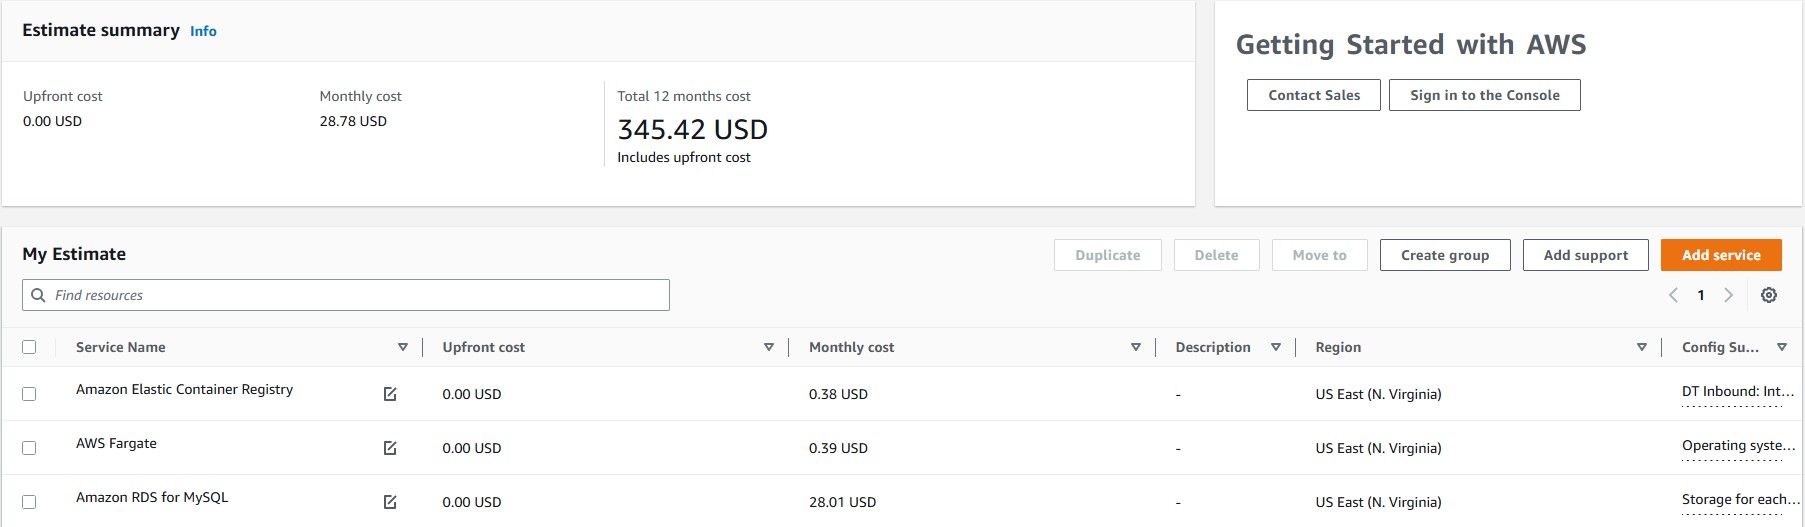 Estimate summary Info
Upfront cost Monthly cost Total 12 months cost
0.00 USD 28.78 USD 345.42 USD
Includes upfront cost
Getting Started with AWS
Contact Sales Sign in to the Console
My Estimate Duplicate Delete Move to Create group Add support Add service
Find resources 1
Service Name Upfront cost Monthly cost Description Region Config Su...
Amazon Elastic Container Registry 0.00 USD 0.38 USD - US East (N. Virginia) DT Inbound: Int...
AWS Fargate 0.00 USD 0.39 USD - US East (N. Virginia) Operating syste...
Amazon RDS for MySQL 0.00 USD 28.01 USD - US East (N. Virginia) Storage for each...